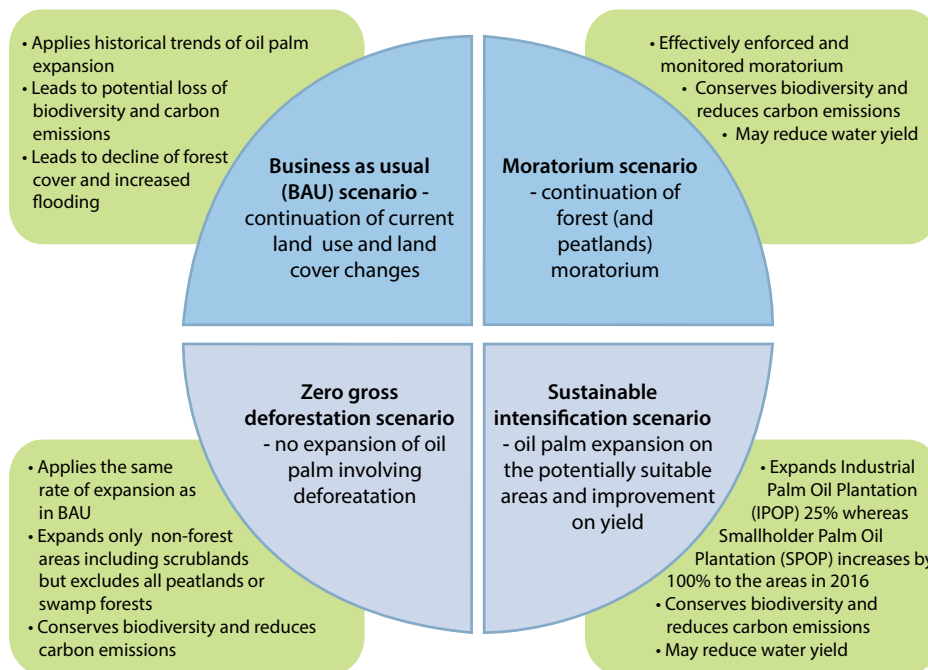 • Applies historical trends of oil palm
expansion
• Leads to potential loss of
biodiversity and carbon
emissions
• Leads to decline of forest
cover and increased
flooding
Business as usual
(BAU) scenario -
continuation of current
land use and land
cover changes
• Effectively enforced and
monitored moratorium
• Conserves biodiversity and
reduces carbon emissions
• May reduce water yield
Moratorium scenario
- continuation of
forest (and
peatlands)
moratorium
Zero gross
deforestation scenario
- no expansion of oil
palm involving
deforeatation
• Applies the same
rate of expansion as
in BAU
• Expands only non-forest
areas including scrublands
but excludes all peatlands or
swamp forests
• Conserves biodiversity and reduces
carbon emissions
Sustainable
intensification scenario
- oil palm expansion on
the potentially suitable
areas and improvement
on yield
• Expands Industrial
Palm Oil Plantation
(IPOP) 25% whereas
Smallholder Palm Oil
Plantation (SPOP) increases by
100% to the areas in 2016
• Conserves biodiversity and
reduces carbon emissions
• May reduce water yield